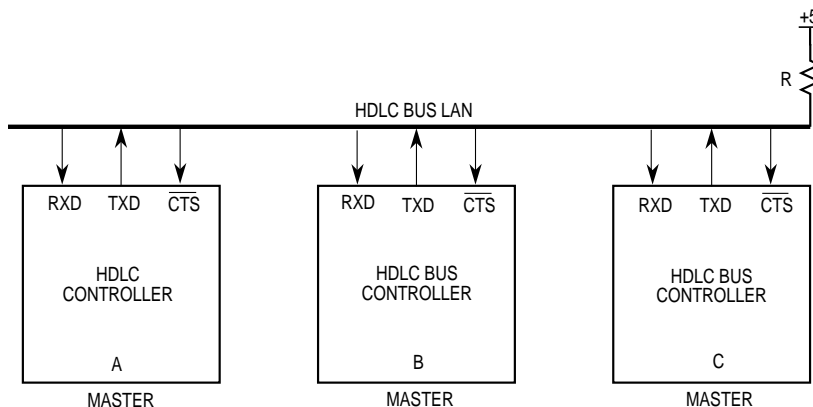 +5
R
HDLC BUS LAN
RXD TXD CTS
HDLC
CONTROLLER
A
MASTER
RXD TXD CTS
HDLC BUS
CONTROLLER
B
MASTER
RXD TXD CTS
HDLC BUS
CONTROLLER
C
MASTER